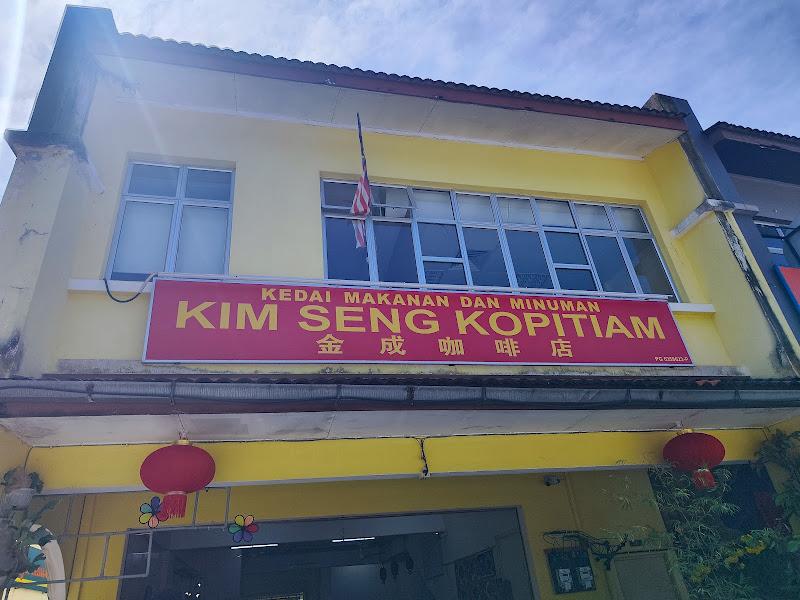 KEDAI MAKANAN DAN MINUMAN
KIM SENG KOPITIAM
金成咖啡店